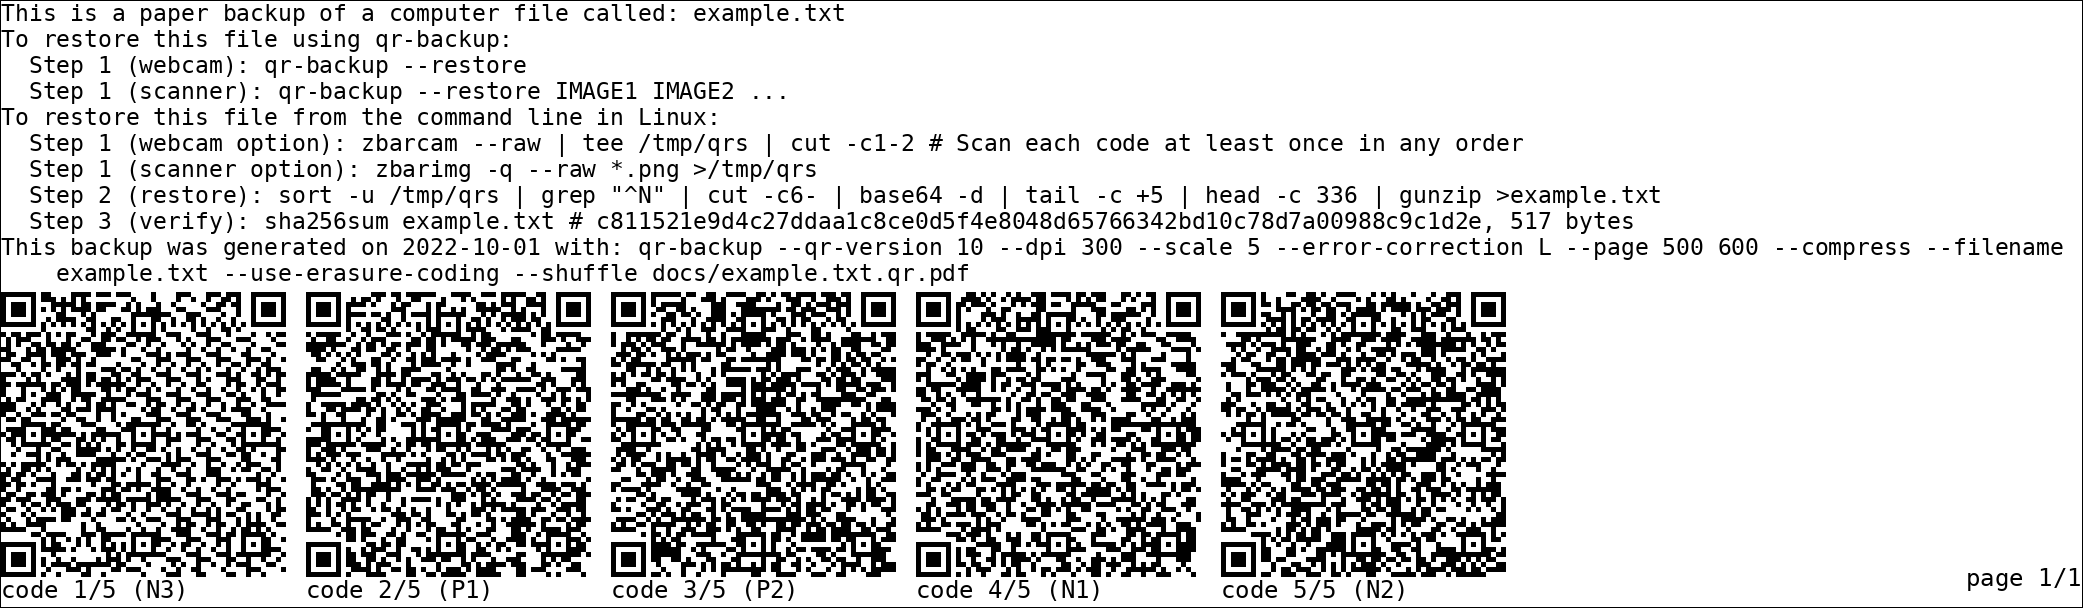 This is a paper backup of a computer file called: example.txt
To restore this file using qr-backup:
  Step 1 (webcam): qr-backup --restore
  Step 1 (scanner): qr-backup --restore IMAGE1 IMAGE2 ...
To restore this file from the command line in Linux:
  Step 1 (webcam option): zbarcam --raw | tee /tmp/qrs | cut -c1-2 # Scan each code at least once in any order
  Step 1 (scanner option): zbarimg -q --raw *.png >/tmp/qrs
  Step 2 (restore): sort -u /tmp/qrs | grep "^N" | cut -c6- | base64 -d | tail -c +5 | head -c 336 | gunzip >example.txt
  Step 3 (verify): sha256sum example.txt # c811521e9d4c27ddaa1c8ce0d5f4e8048d65766342bd10c78d7a00988c9c1d2e, 517 bytes
This backup was generated on 2022-10-01 with: qr-backup --qr-version 10 --dpi 300 --scale 5 --error-correction L --page 500 600 --compress --filename
    example.txt --use-erasure-coding --shuffle docs/example.txt.qr.pdf
code 1/5 (N3) code 2/5 (P1) code 3/5 (P2) code 4/5 (N1) code 5/5 (N2)
page 1/1